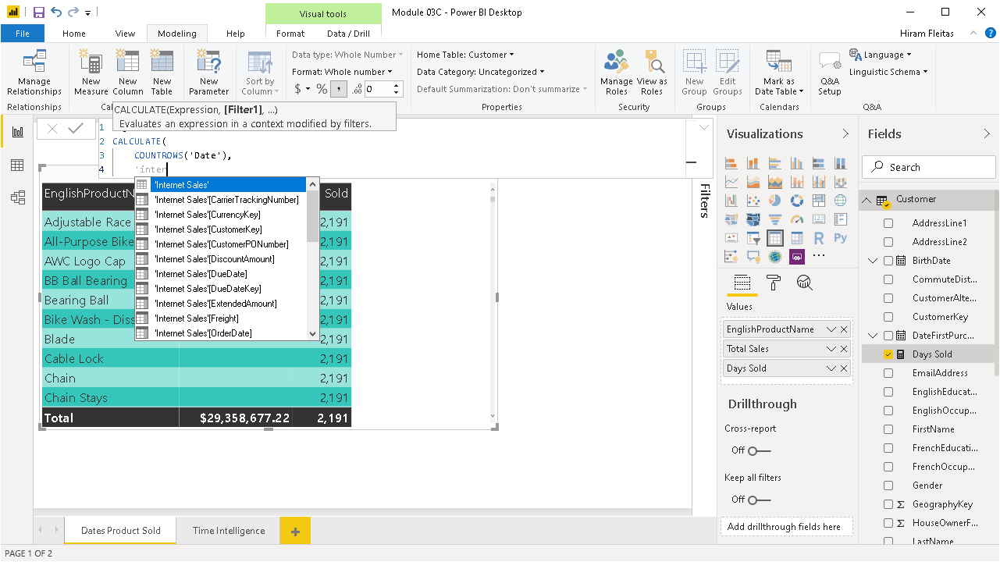 Visual tools
Module 03C - Power BI Desktop
File
Home
View
Modeling
Help
Format
Data / Drill
Hiram Fleitas
Manage Relationships
New Measure
New Column
New Table
New Parameter
Sort by Column
Data type: Whole Number
Format: Whole number
$ % , .00 0
Home Table: Customer
Data Category: Uncategorized
Default Summarization: Don't summarize
Manage Roles
View as Roles
New Group
Edit Groups
Mark as Date Table
Q&A Setup
Language
Linguistic Schema
Relationships
Properties
Security
Groups
Calendars
Q&A
CALCULATE(Expression, [Filter1], ...)
Evaluates an expression in a context modified by filters.
1
2 CALCULATE(
3 COUNTROWS('Date'),
4 'inter
'Internet Sales'
'Internet Sales'[CarrierTrackingNumber]
'Internet Sales'[CurrencyKey]
'Internet Sales'[CustomerKey]
'Internet Sales'[CustomerPONumber]
'Internet Sales'[DiscountAmount]
'Internet Sales'[DueDate]
'Internet Sales'[DueDateKey]
'Internet Sales'[ExtendedAmount]
'Internet Sales'[Freight]
'Internet Sales'[OrderDate]
EnglishProductN Sold
Adjustable Race 2,191
All-Purpose Bike 2,191
AWC Logo Cap 2,191
BB Ball Bearing 2,191
Bearing Ball 2,191
Bike Wash - Diss 2,191
Blade 2,191
Cable Lock 2,191
Chain 2,191
Chain Stays 2,191
Total $29,358,677.22 2,191
Filters
Visualizations
R Py
Values
EnglishProductName
Total Sales
Days Sold
Drillthrough
Cross-report
Off
Keep all filters
Off
Add drillthrough fields here
Fields
Search
Customer
AddressLine1
AddressLine2
BirthDate
CommuteDist...
CustomerAlte...
CustomerKey
DateFirstPurc...
Days Sold
EmailAddress
EnglishEducat...
EnglishOccup...
FirstName
FrenchEducati...
FrenchOccup...
Gender
GeographyKey
HouseOwnerF...
LastName
Dates Product Sold
Time Intelligence
PAGE 1 OF 2